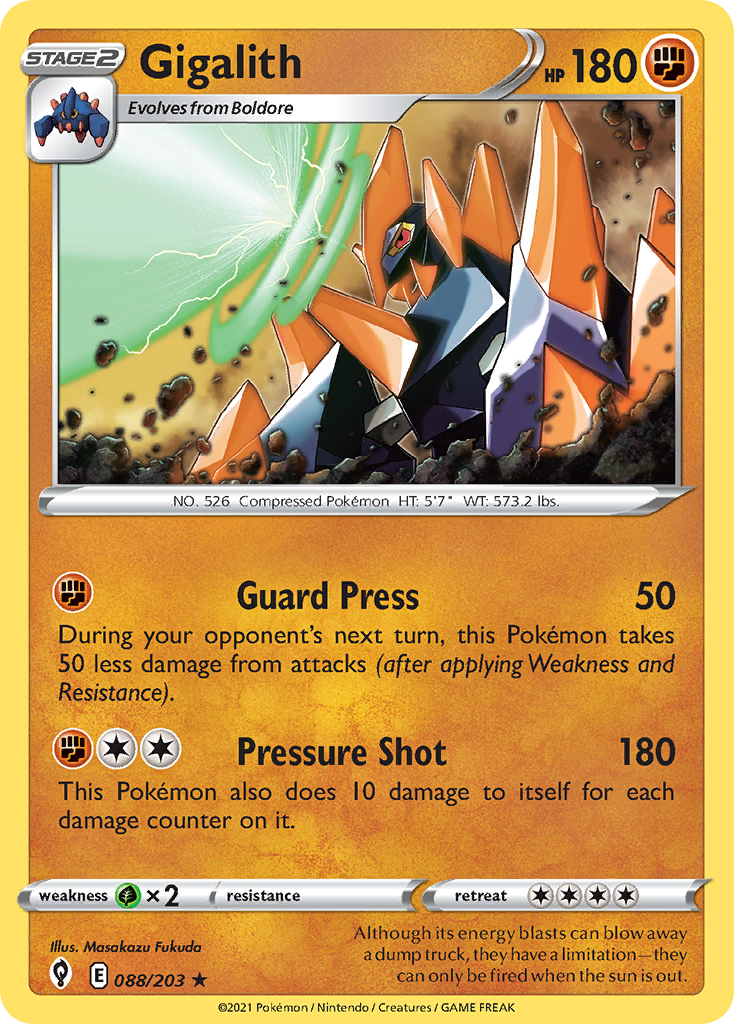 STAGE 2
Gigalith
HP 180
Evolves from Boldore
NO. 526 Compressed Pokémon HT: 5'7" WT: 573.2 lbs.
Guard Press 50
During your opponent's next turn, this Pokémon takes
50 less damage from attacks (after applying Weakness and
Resistance).
Pressure Shot 180
This Pokémon also does 10 damage to itself for each
damage counter on it.
weakness ×2 resistance retreat
Illus. Masakazu Fukuda
E 088/203 ★
Although its energy blasts can blow away
a dump truck, they have a limitation—they
can only be fired when the sun is out.
©2021 Pokémon / Nintendo / Creatures / GAME FREAK